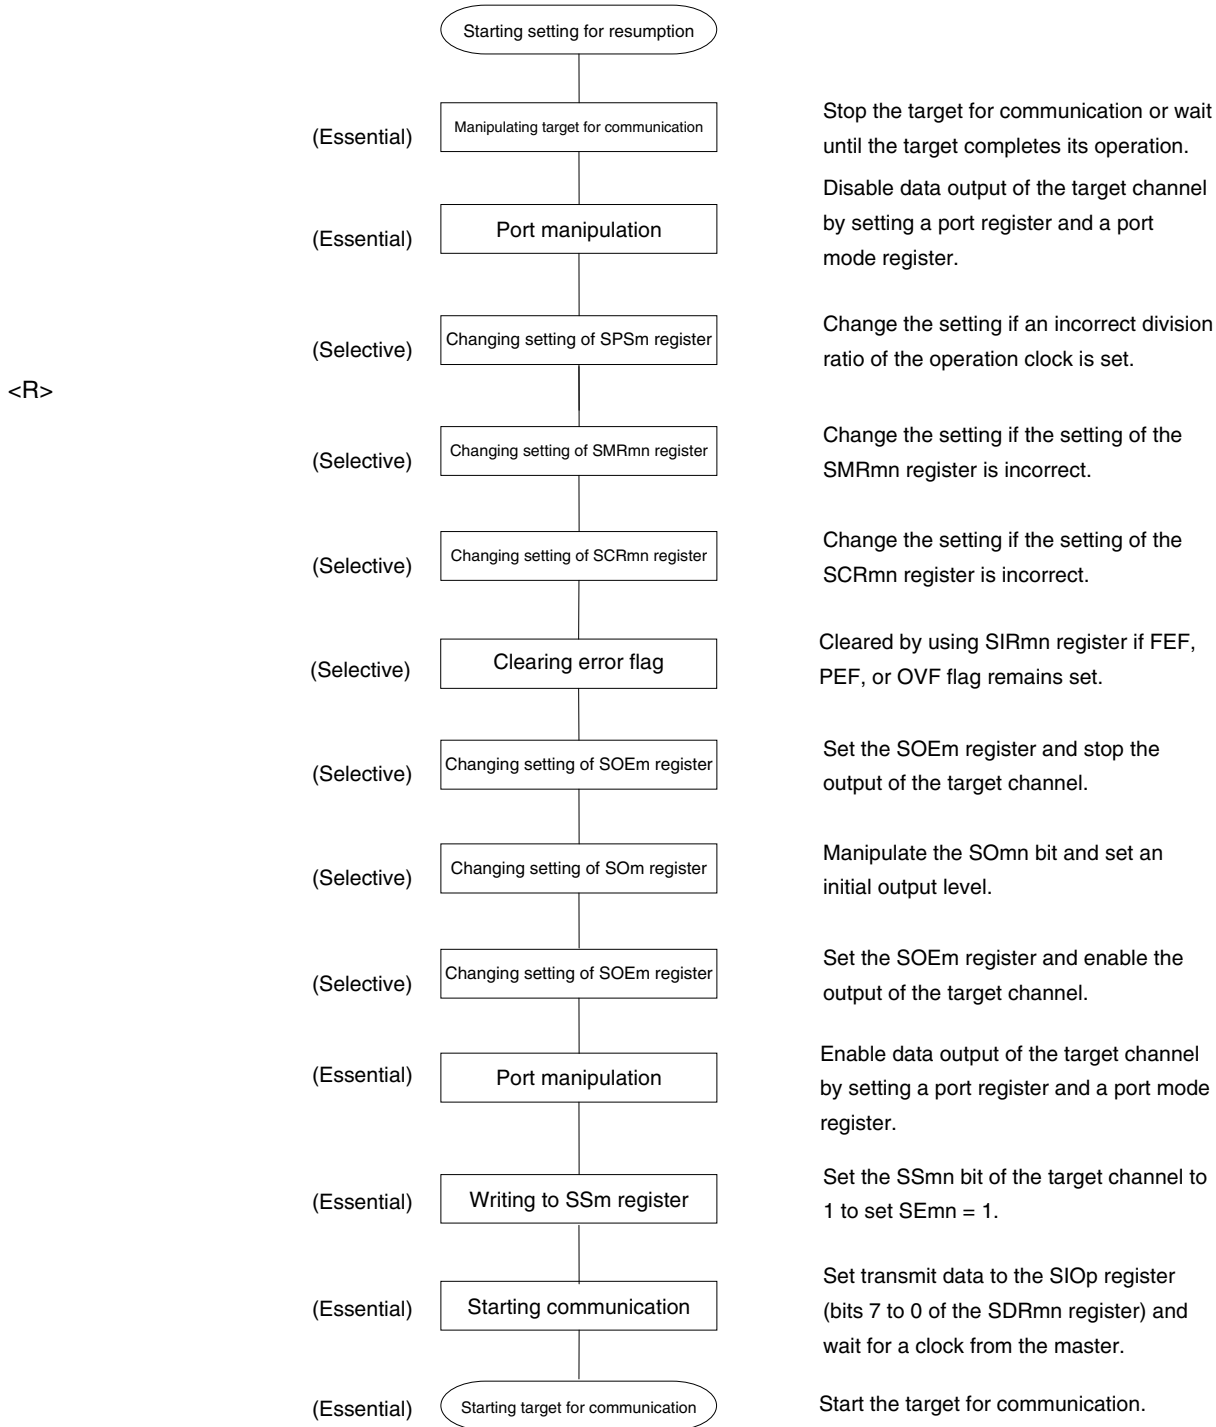 Starting setting for resumption
(Essential)
Manipulating target for communication
Stop the target for communication or wait
until the target completes its operation.
(Essential)
Port manipulation
Disable data output of the target channel
by setting a port register and a port
mode register.
(Selective)
Changing setting of SPSm register
Change the setting if an incorrect division
ratio of the operation clock is set.
<R>
(Selective)
Changing setting of SMRmn register
Change the setting if the setting of the
SMRmn register is incorrect.
(Selective)
Changing setting of SCRmn register
Change the setting if the setting of the
SCRmn register is incorrect.
(Selective)
Clearing error flag
Cleared by using SIRmn register if FEF,
PEF, or OVF flag remains set.
(Selective)
Changing setting of SOEm register
Set the SOEm register and stop the
output of the target channel.
(Selective)
Changing setting of SOm register
Manipulate the SOmn bit and set an
initial output level.
(Selective)
Changing setting of SOEm register
Set the SOEm register and enable the
output of the target channel.
(Essential)
Port manipulation
Enable data output of the target channel
by setting a port register and a port mode
register.
(Essential)
Writing to SSm register
Set the SSmn bit of the target channel to
1 to set SEmn = 1.
(Essential)
Starting communication
Set transmit data to the SIOp register
(bits 7 to 0 of the SDRmn register) and
wait for a clock from the master.
(Essential)
Starting target for communication
Start the target for communication.